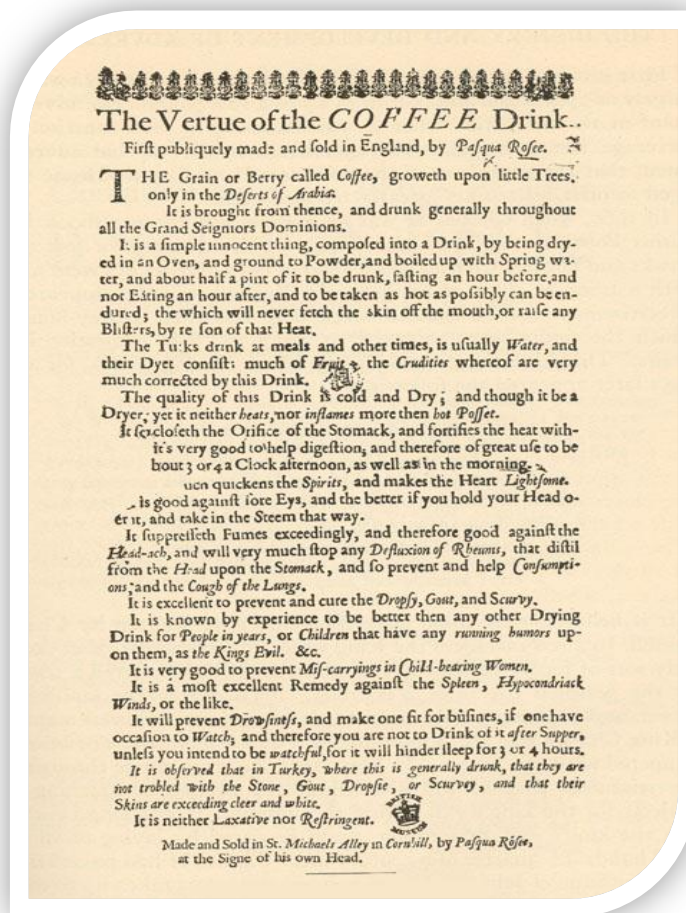 The Vertue of the COFFEE Drink.
First publiquely made and sold in England, by Pasqua Rosee.
THE Grain or Berry called Coffee, groweth upon little Trees,
only in the Deserts of Arabia.
It is brought from thence, and drunk generally throughout
all the Grand Seigniors Dominions.
It is a simple innocent thing, composed into a Drink, by being dry-
ed in an Oven, and ground to Powder, and boiled up with Spring wa-
ter, and about half a pint of it to be drunk, fasting an hour before, and
not Eating an hour after, and to be taken as hot as possibly can be en-
dured; the which will never fetch the skin off the mouth, or raise any
Blisters, by reason of that Heat.
The Turks drink at meals and other times, is usually Water, and
their Dyet consists much of Fruit, the Crudities whereof are very
much corrected by this Drink.
The quality of this Drink is cold and Dry; and though it be a
Dryer, yet it neither heats, nor inflames more then hot Posset.
It so closeth the Orifice of the Stomack, and fortifies the heat with-
it's very good to help digestion, and therefore of great use to be
bout 3 or 4 a Clock afternoon, as well as in the morning.
uch quickens the Spirits, and makes the Heart Lightsome.
is good against sore Eys, and the better if you hold your Head o-
er it, and take in the Steem that way.
It suppresseth Fumes exceedingly, and therefore good against the
Head-ach, and will very much stop any Defluxion of Rheums, that distil
from the Head upon the Stomack, and so prevent and help Consumpti-
ons; and the Cough of the Lungs.
It is excellent to prevent and cure the Dropsy, Gout, and Scurvy.
It is known by experience to be better then any other Drying
Drink for People in years, or Children that have any running humors up-
on them, as the Kings Evil. &c.
It is very good to prevent Mis-carryings in Child-bearing Women.
It is a most excellent Remedy against the Spleen, Hypocondriack
Winds, or the like.
It will prevent Drowsiness, and make one fit for busines, if one have
occasion to Watch; and therefore you are not to Drink of it after Supper,
unless you intend to be watchful, for it will hinder sleep for 3 or 4 hours.
It is observed that in Turkey, where this is generally drunk, that they are
not trobled with the Stone, Gout, Dropsie, or Scurvey, and that their
Skins are exceeding cleer and white.
It is neither Laxative nor Restringent.
BRITISH MUSEUM
Made and Sold in St. Michaels Alley in Cornhill, by Pasqua Rosee,
at the Signe of his own Head.